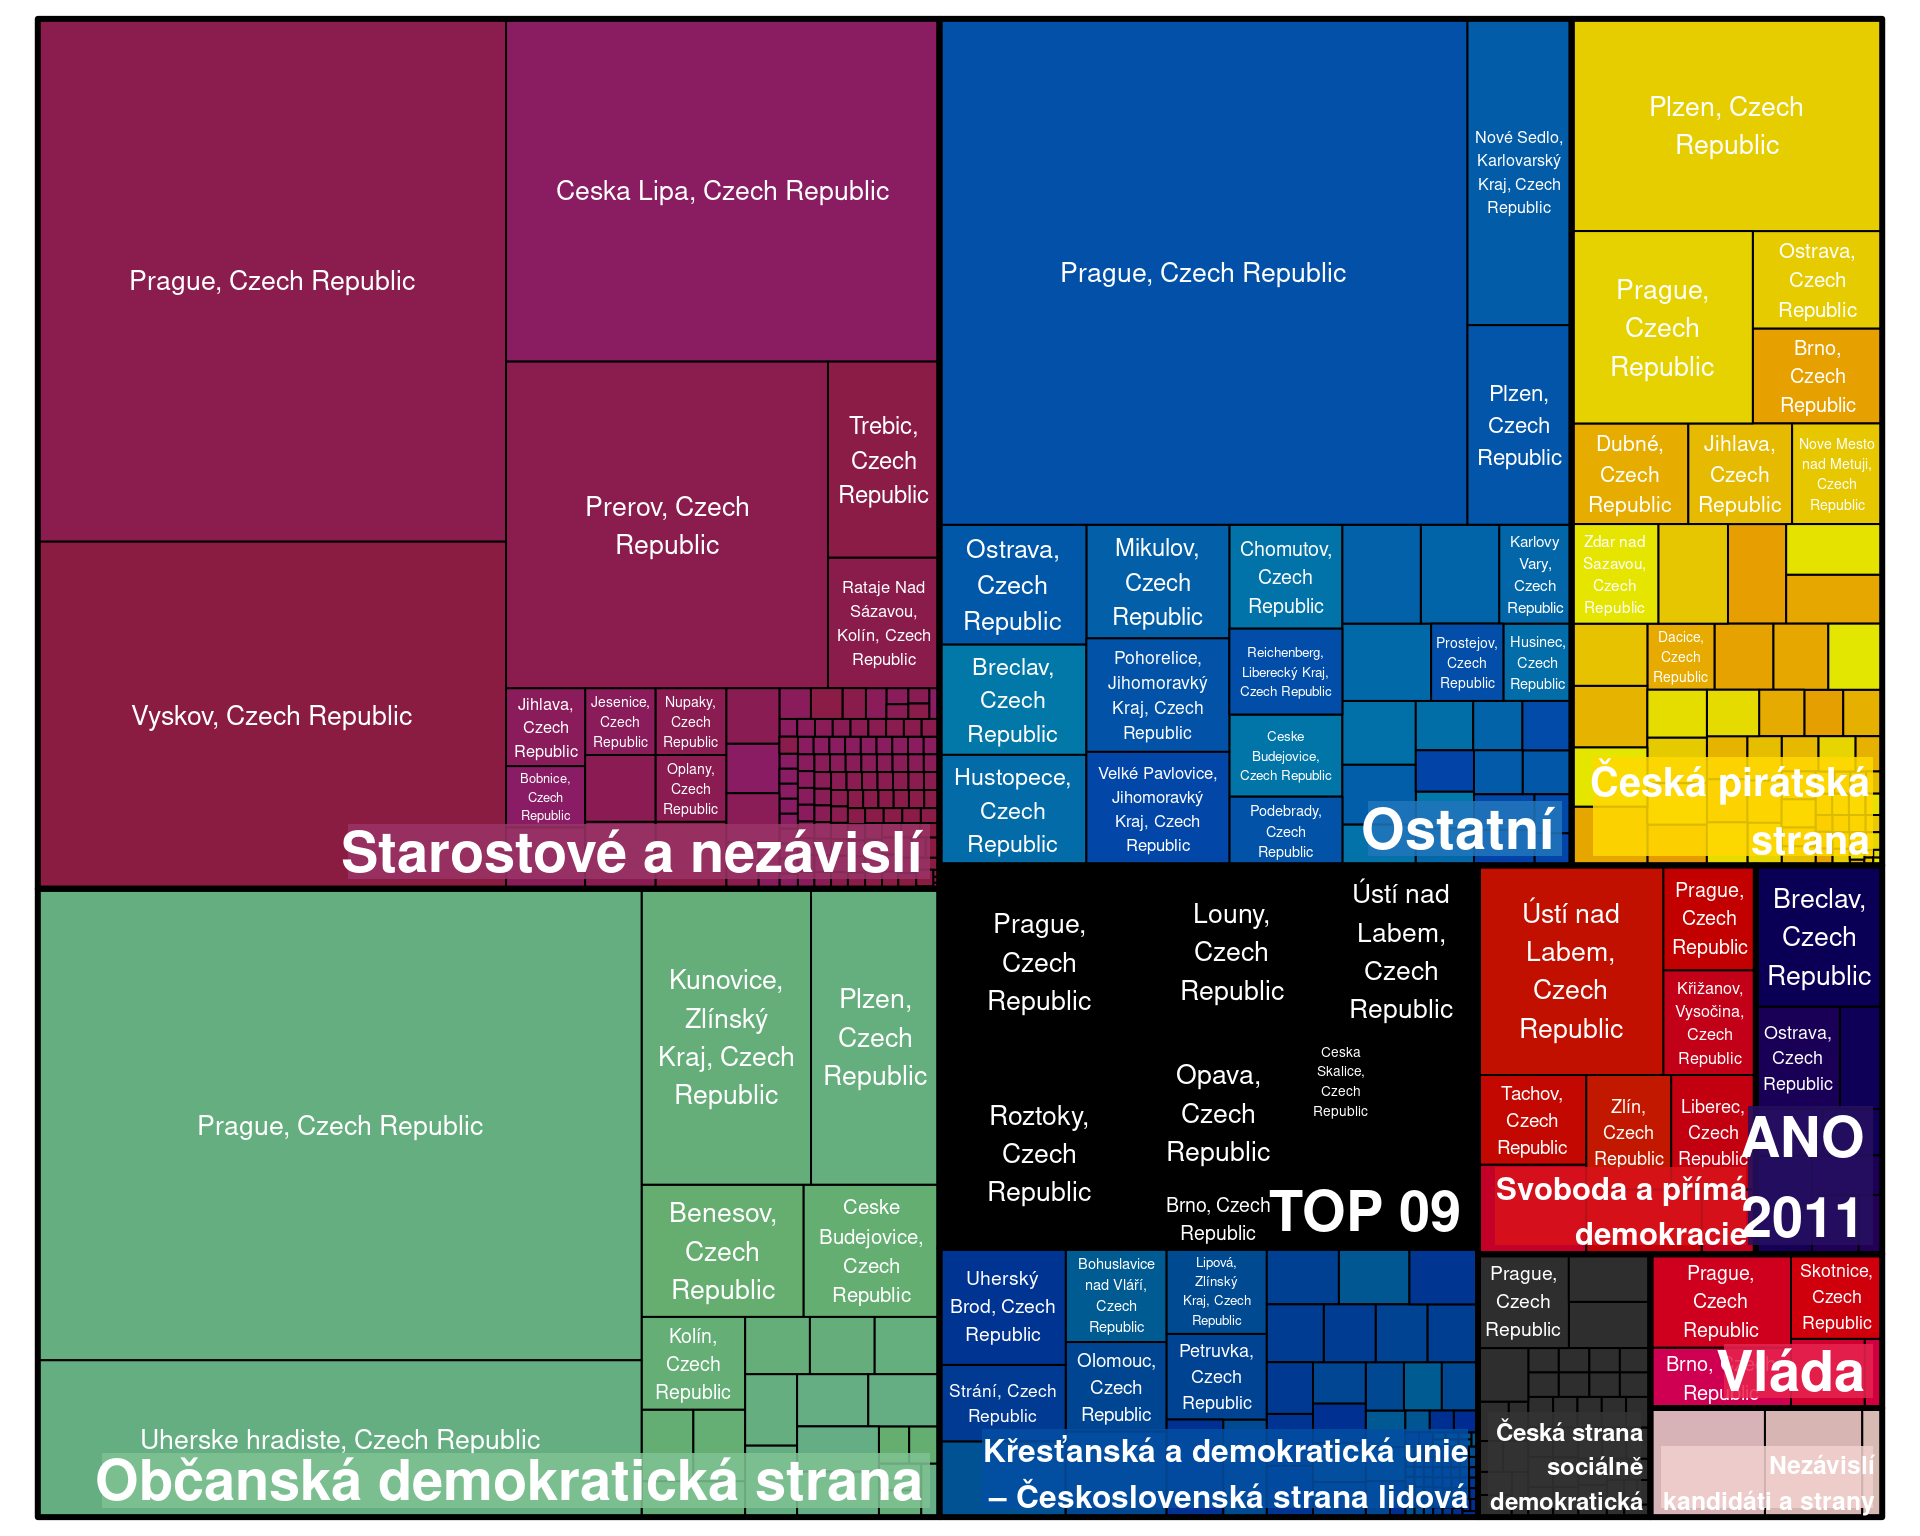 Prague, Czech Republic
Ceska Lipa, Czech Republic
Prerov, Czech
Republic
Trebic,
Czech
Republic
Rataje Nad
Sázavou,
Kolín, Czech
Republic
Vyskov, Czech Republic
Jihlava,
Czech
Republic
Jesenice,
Czech
Republic
Nupaky,
Czech
Republic
Bobnice,
Czech
Republic
Oplany,
Czech
Republic
Starostové a nezávislí
Prague, Czech Republic
Nové Sedlo,
Karlovarský
Kraj, Czech
Republic
Plzen,
Czech
Republic
Ostrava,
Czech
Republic
Mikulov,
Czech
Republic
Chomutov,
Czech
Republic
Karlovy
Vary,
Czech
Republic
Breclav,
Czech
Republic
Pohorelice,
Jihomoravký
Kraj, Czech
Republic
Reichenberg,
Liberecký Kraj,
Czech Republic
Prostejov,
Czech
Republic
Husinec,
Czech
Republic
Ceske
Budejovice,
Czech Republic
Hustopece,
Czech
Republic
Velké Pavlovice,
Jihomoravký
Kraj, Czech
Republic
Podebrady,
Czech
Republic
Ostatní
Plzen, Czech
Republic
Prague,
Czech
Republic
Ostrava,
Czech
Republic
Brno,
Czech
Republic
Dubné,
Czech
Republic
Jihlava,
Czech
Republic
Nove Mesto
nad Metuji,
Czech
Republic
Zdar nad
Sazavou,
Czech
Republic
Dacice,
Czech
Republic
Česká pirátská
strana
Prague, Czech Republic
Kunovice,
Zlínský
Kraj, Czech
Republic
Plzen,
Czech
Republic
Benesov,
Czech
Republic
Ceske
Budejovice,
Czech
Republic
Kolín,
Czech
Republic
Uherske hradiste, Czech Republic
Občanská demokratická strana
Prague,
Czech
Republic
Louny,
Czech
Republic
Ústí nad
Labem,
Czech
Republic
Roztoky,
Czech
Republic
Opava,
Czech
Republic
Ceska
Skalice,
Czech
Republic
Brno, Czech
Republic
TOP 09
Ústí nad
Labem,
Czech
Republic
Prague,
Czech
Republic
Křižanov,
Vysočina,
Czech
Republic
Tachov,
Czech
Republic
Zlín,
Czech
Republic
Liberec,
Czech
Republic
Svoboda a přímá
demokracie
Breclav,
Czech
Republic
Ostrava,
Czech
Republic
ANO
2011
Uherský
Brod, Czech
Republic
Bohuslavice
nad Vláří,
Czech
Republic
Lipová,
Zlínský
Kraj, Czech
Republic
Strání, Czech
Republic
Olomouc,
Czech
Republic
Petruvka,
Czech
Republic
Křesťanská a demokratická unie
– Československá strana lidová
Prague,
Czech
Republic
Česká strana
sociálně
demokratická
Prague,
Czech
Republic
Skotnice,
Czech
Republic
Brno, Czech
Republic
Vláda
Nezávislí
kandidáti a strany